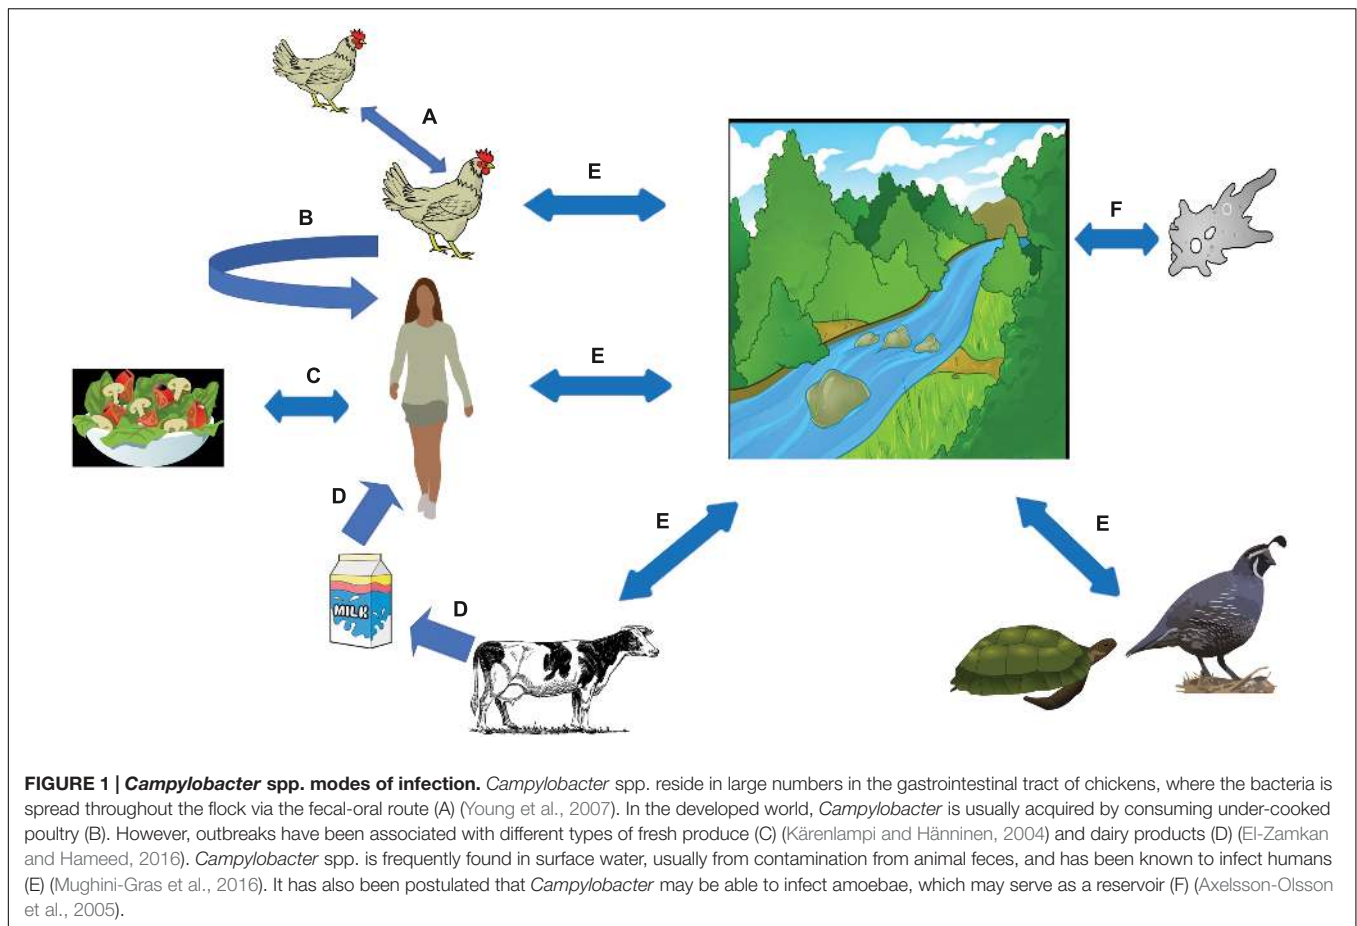 A
E
B
F
E
C
D
E
E
D
MILK
FIGURE 1 | Campylobacter spp. modes of infection. Campylobacter spp. reside in large numbers in the gastrointestinal tract of chickens, where the bacteria is
spread throughout the flock via the fecal-oral route (A) (Young et al., 2007). In the developed world, Campylobacter is usually acquired by consuming under-cooked
poultry (B). However, outbreaks have been associated with different types of fresh produce (C) (Kärenlampi and Hänninen, 2004) and dairy products (D) (El-Zamkan
and Hameed, 2016). Campylobacter spp. is frequently found in surface water, usually from contamination from animal feces, and has been known to infect humans
(E) (Mughini-Gras et al., 2016). It has also been postulated that Campylobacter may be able to infect amoebae, which may serve as a reservoir (F) (Axelsson-Olsson
et al., 2005).